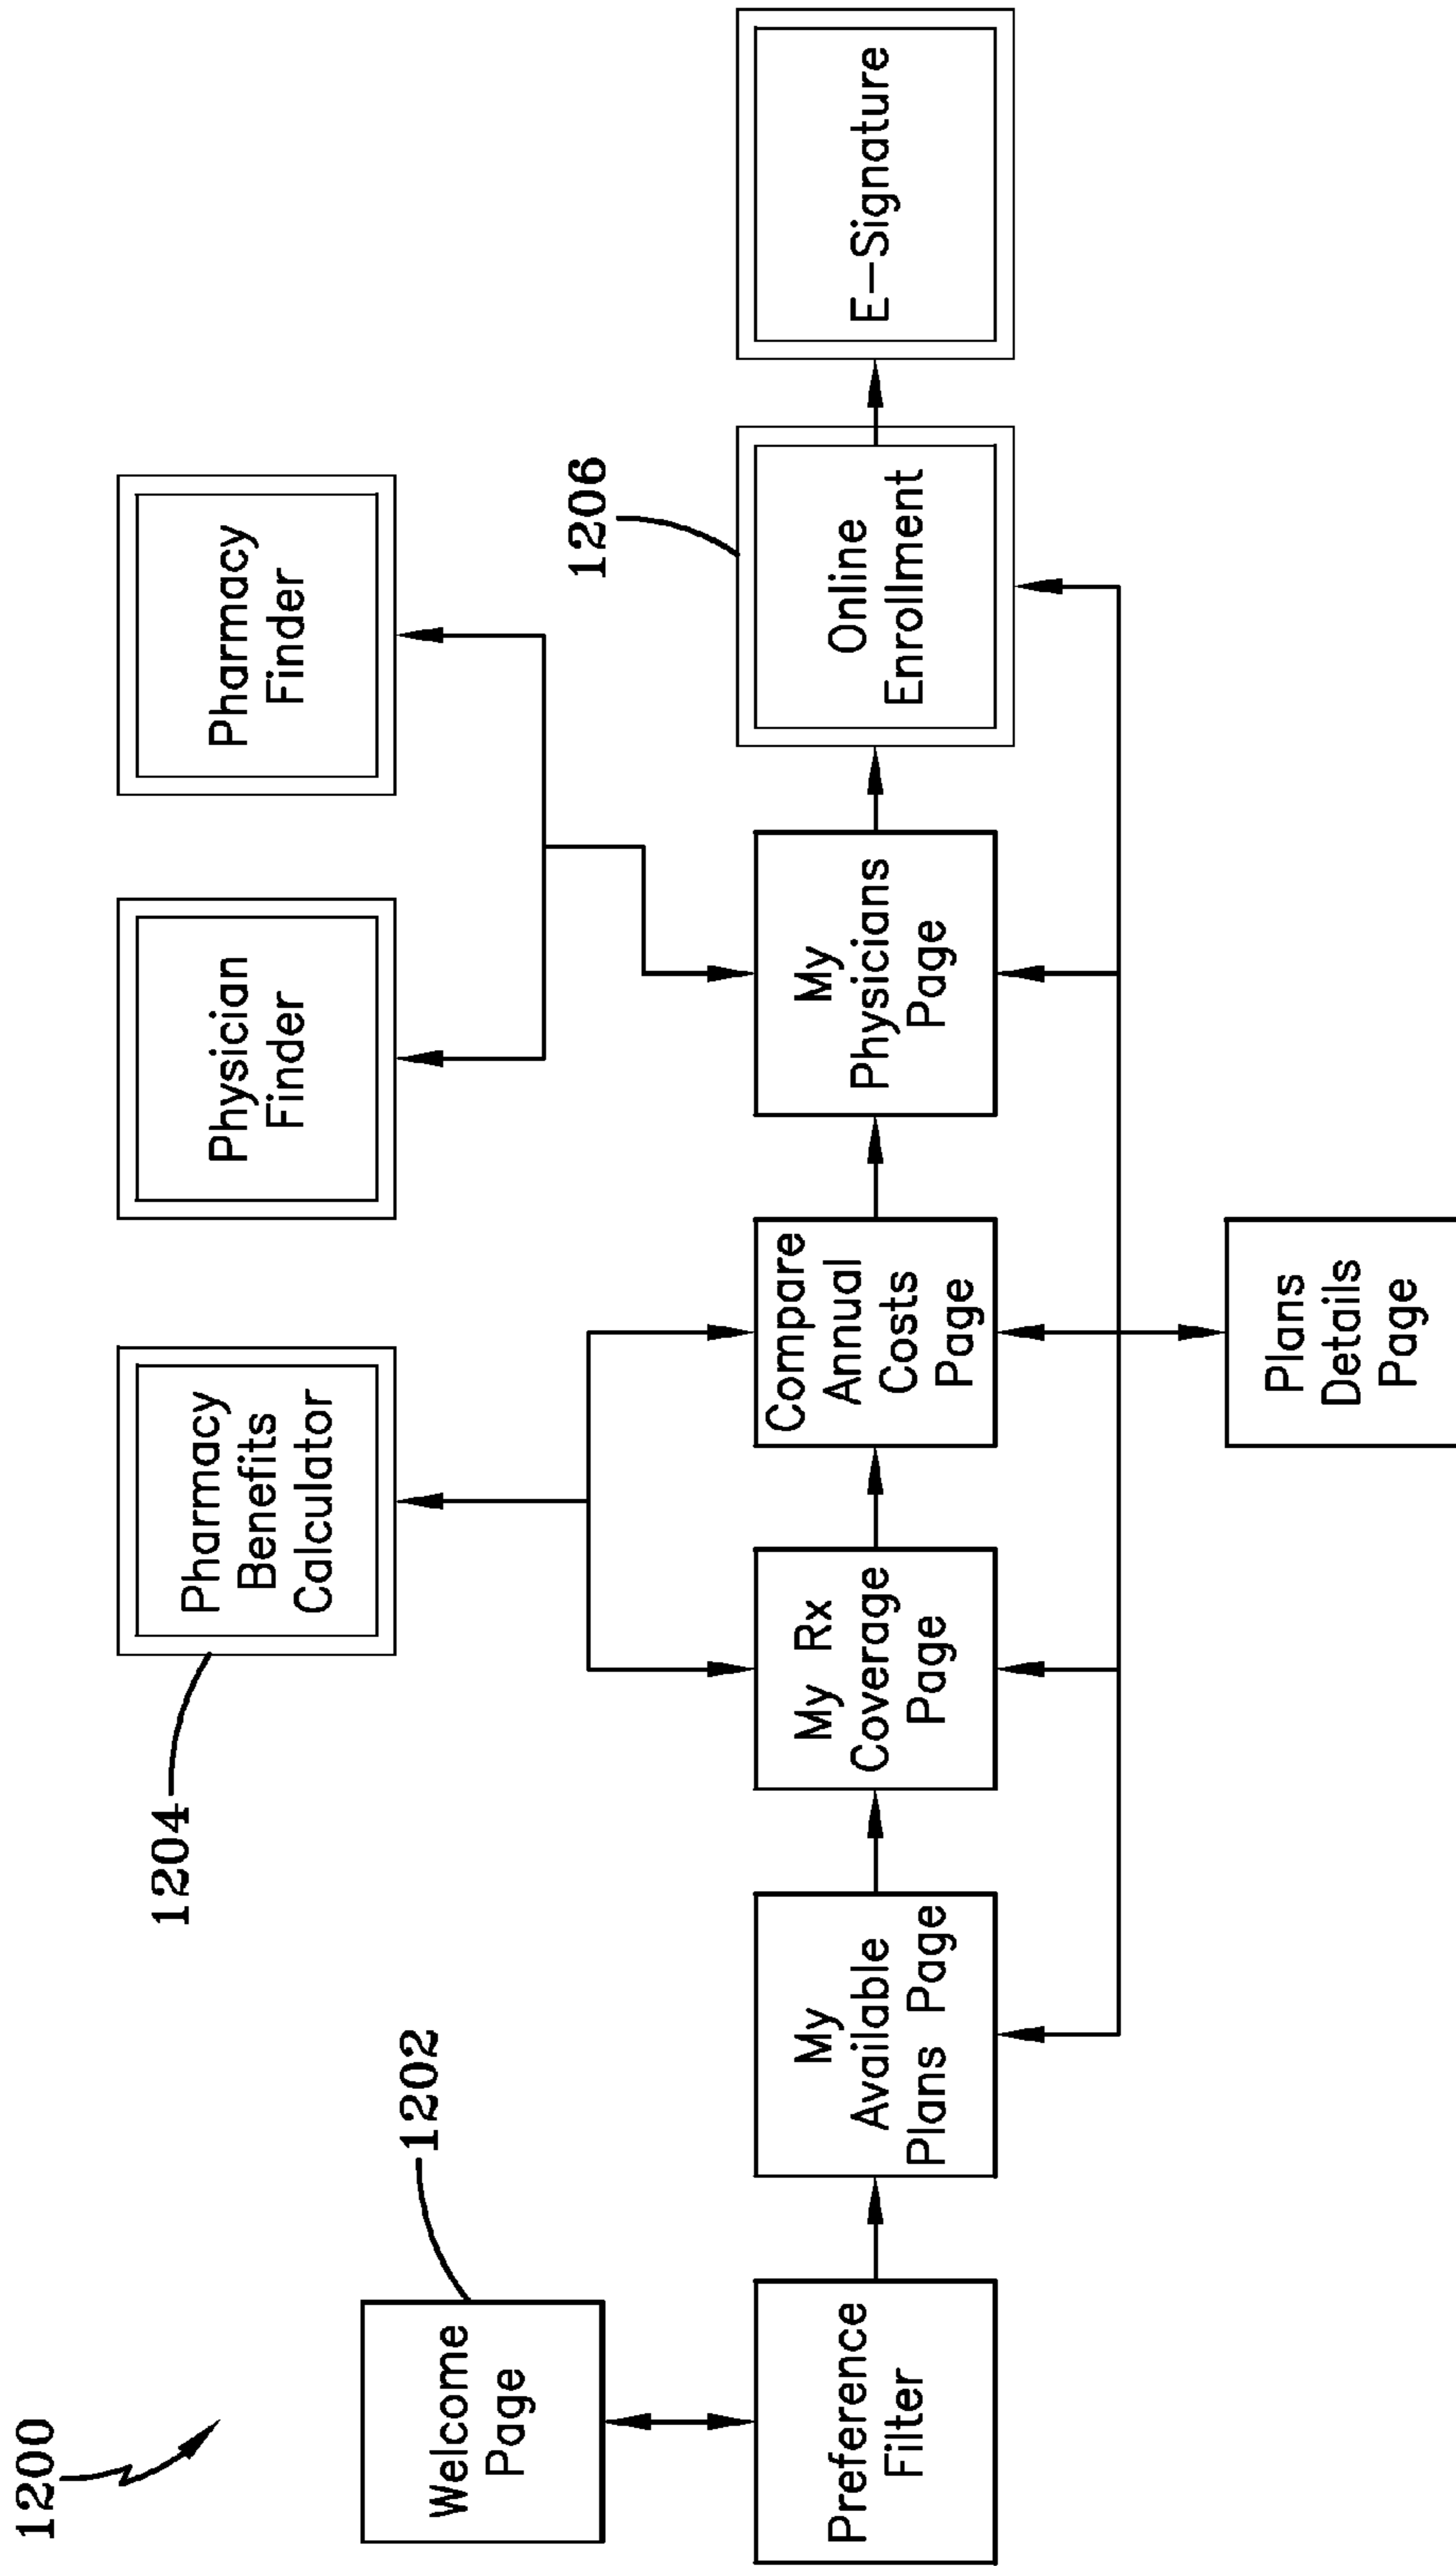 1200
Welcome
Page
1202
1204
Pharmacy
Benefits
Calculator
Physician
Finder
Pharmacy
Finder
1206
Preference
Filter
My
Available
Plans Page
My Rx
Coverage
Page
Compare
Annual
Costs
Page
My
Physicians
Page
Online
Enrollment
E-Signature
Plans
Details
Page